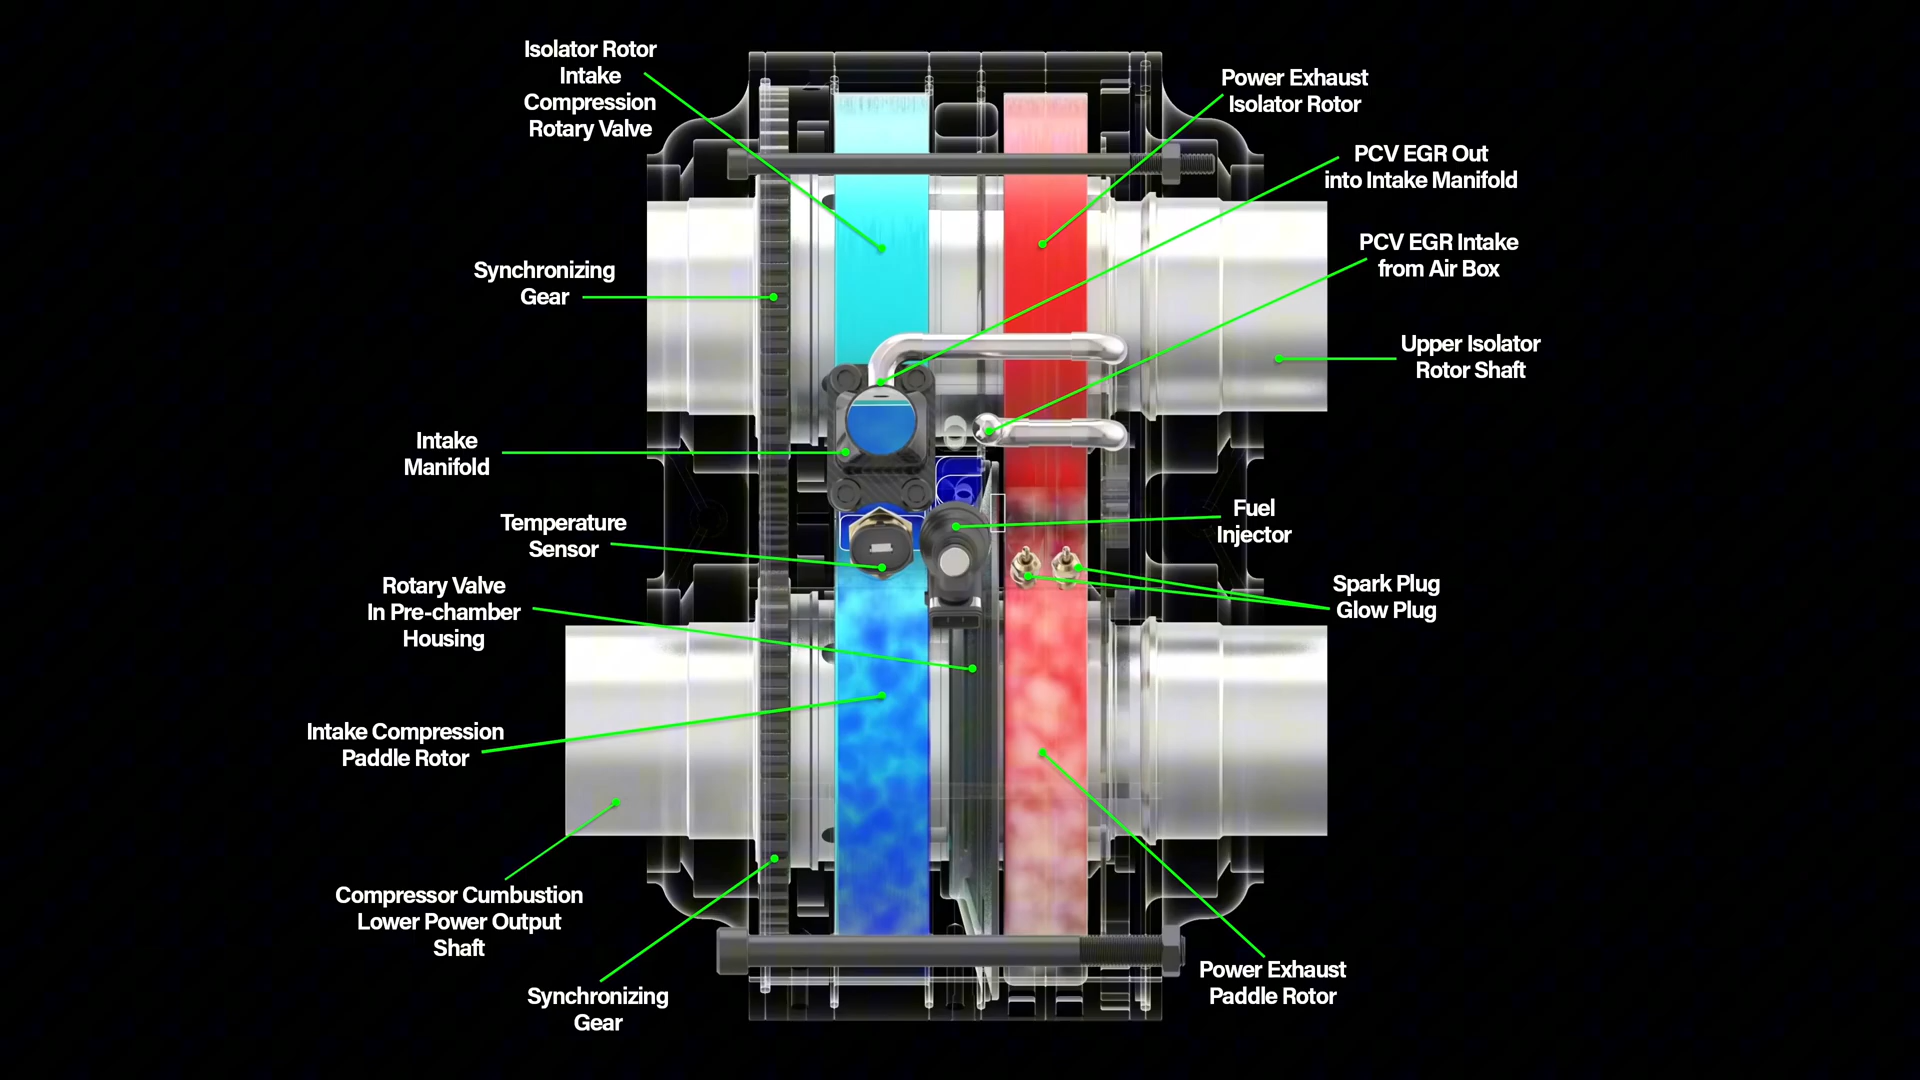 Isolator Rotor
Intake
Compression
Rotary Valve
Power Exhaust
Isolator Rotor
PCV EGR Out
into Intake Manifold
PCV EGR Intake
from Air Box
Synchronizing
Gear
Upper Isolator
Rotor Shaft
Intake
Manifold
Temperature
Sensor
Fuel
Injector
Rotary Valve
In Pre-chamber
Housing
Spark Plug
Glow Plug
Intake Compression
Paddle Rotor
Compressor Cumbustion
Lower Power Output
Shaft
Synchronizing
Gear
Power Exhaust
Paddle Rotor